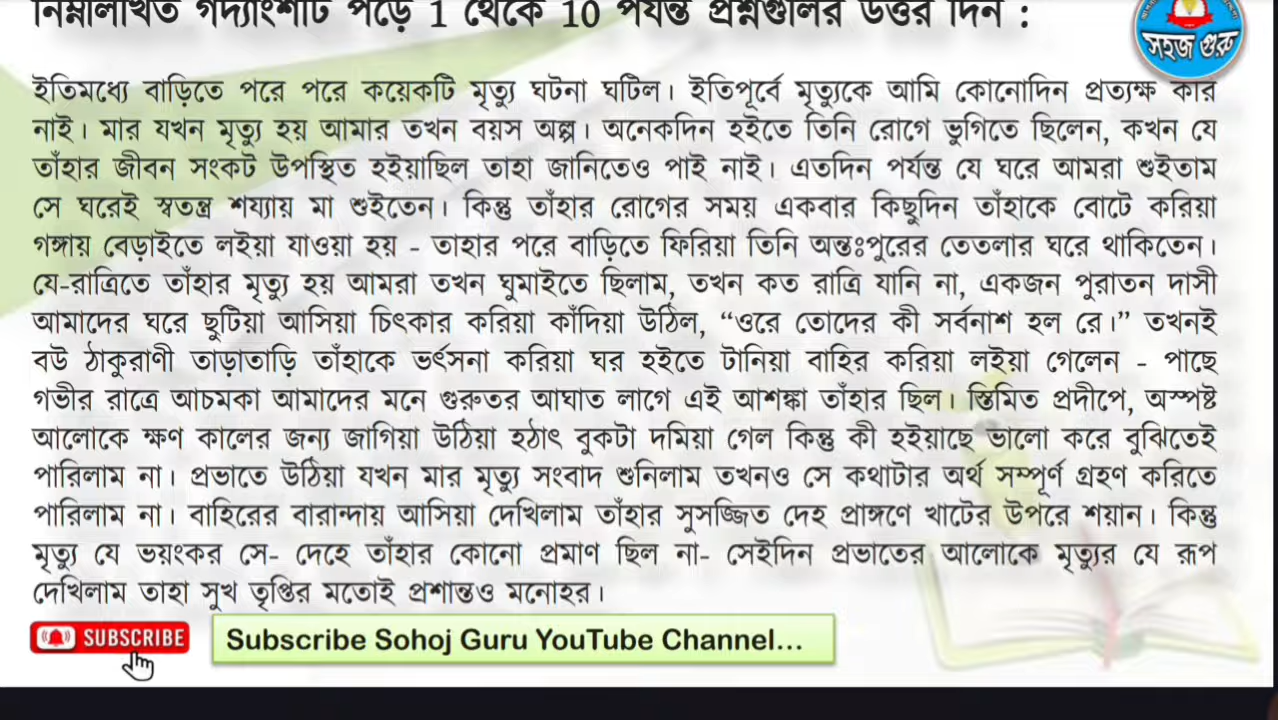 নিম্নলিখিত গদ্যাংশটি পড়ে 1 থেকে 10 পর্যন্ত প্রশ্নগুলির উত্তর দিন :
সহজ গুরু
ইতিমধ্যে বাড়িতে পরে পরে কয়েকটি মৃত্যু ঘটনা ঘটিল। ইতিপূর্বে মৃত্যুকে আমি কোনোদিন প্রত্যক্ষ করি
নাই। মার যখন মৃত্যু হয় আমার তখন বয়স অল্প। অনেকদিন হইতে তিনি রোগে ভুগিতে ছিলেন, কখন যে
তাঁহার জীবন সংকট উপস্থিত হইয়াছিল তাহা জানিতেও পাই নাই। এতদিন পর্যন্ত যে ঘরে আমরা শুইতাম
সে ঘরেই স্বতন্ত্র শয্যায় মা শুইতেন। কিন্তু তাঁহার রোগের সময় একবার কিছুদিন তাঁহাকে বোটে করিয়া
গঙ্গায় বেড়াইতে লইয়া যাওয়া হয় - তাহার পরে বাড়িতে ফিরিয়া তিনি অন্তঃপুরের তেতলার ঘরে থাকিতেন।
যে-রাত্রিতে তাঁহার মৃত্যু হয় আমরা তখন ঘুমাইতে ছিলাম, তখন কত রাত্রি যানি না, একজন পুরাতন দাসী
আমাদের ঘরে ছুটিয়া আসিয়া চিৎকার করিয়া কাঁদিয়া উঠিল, “ওরে তোদের কী সর্বনাশ হল রে।” তখনই
বউ ঠাকুরাণী তাড়াতাড়ি তাঁহাকে ভর্ৎসনা করিয়া ঘর হইতে টানিয়া বাহির করিয়া লইয়া গেলেন - পাছে
গভীর রাত্রে আচমকা আমাদের মনে গুরুতর আঘাত লাগে এই আশঙ্কা তাঁহার ছিল। স্তিমিত প্রদীপে, অস্পষ্ট
আলোকে ক্ষণ কালের জন্য জাগিয়া উঠিয়া হঠাৎ বুকটা দমিয়া গেল কিন্তু কী হইয়াছে ভালো করে বুঝিতেই
পারিলাম না। প্রভাতে উঠিয়া যখন মার মৃত্যু সংবাদ শুনিলাম তখনও সে কথাটার অর্থ সম্পূর্ণ গ্রহণ করিতে
পারিলাম না। বাহিরের বারান্দায় আসিয়া দেখিলাম তাঁহার সুসজ্জিত দেহ প্রাঙ্গণে খাটের উপরে শয়ান। কিন্তু
মৃত্যু যে ভয়ংকর সে- দেহে তাঁহার কোনো প্রমাণ ছিল না- সেইদিন প্রভাতের আলোকে মৃত্যুর যে রূপ
দেখিলাম তাহা সুখ তৃপ্তির মতোই প্রশান্তও মনোহর।
SUBSCRIBE
Subscribe Sohoj Guru YouTube Channel...